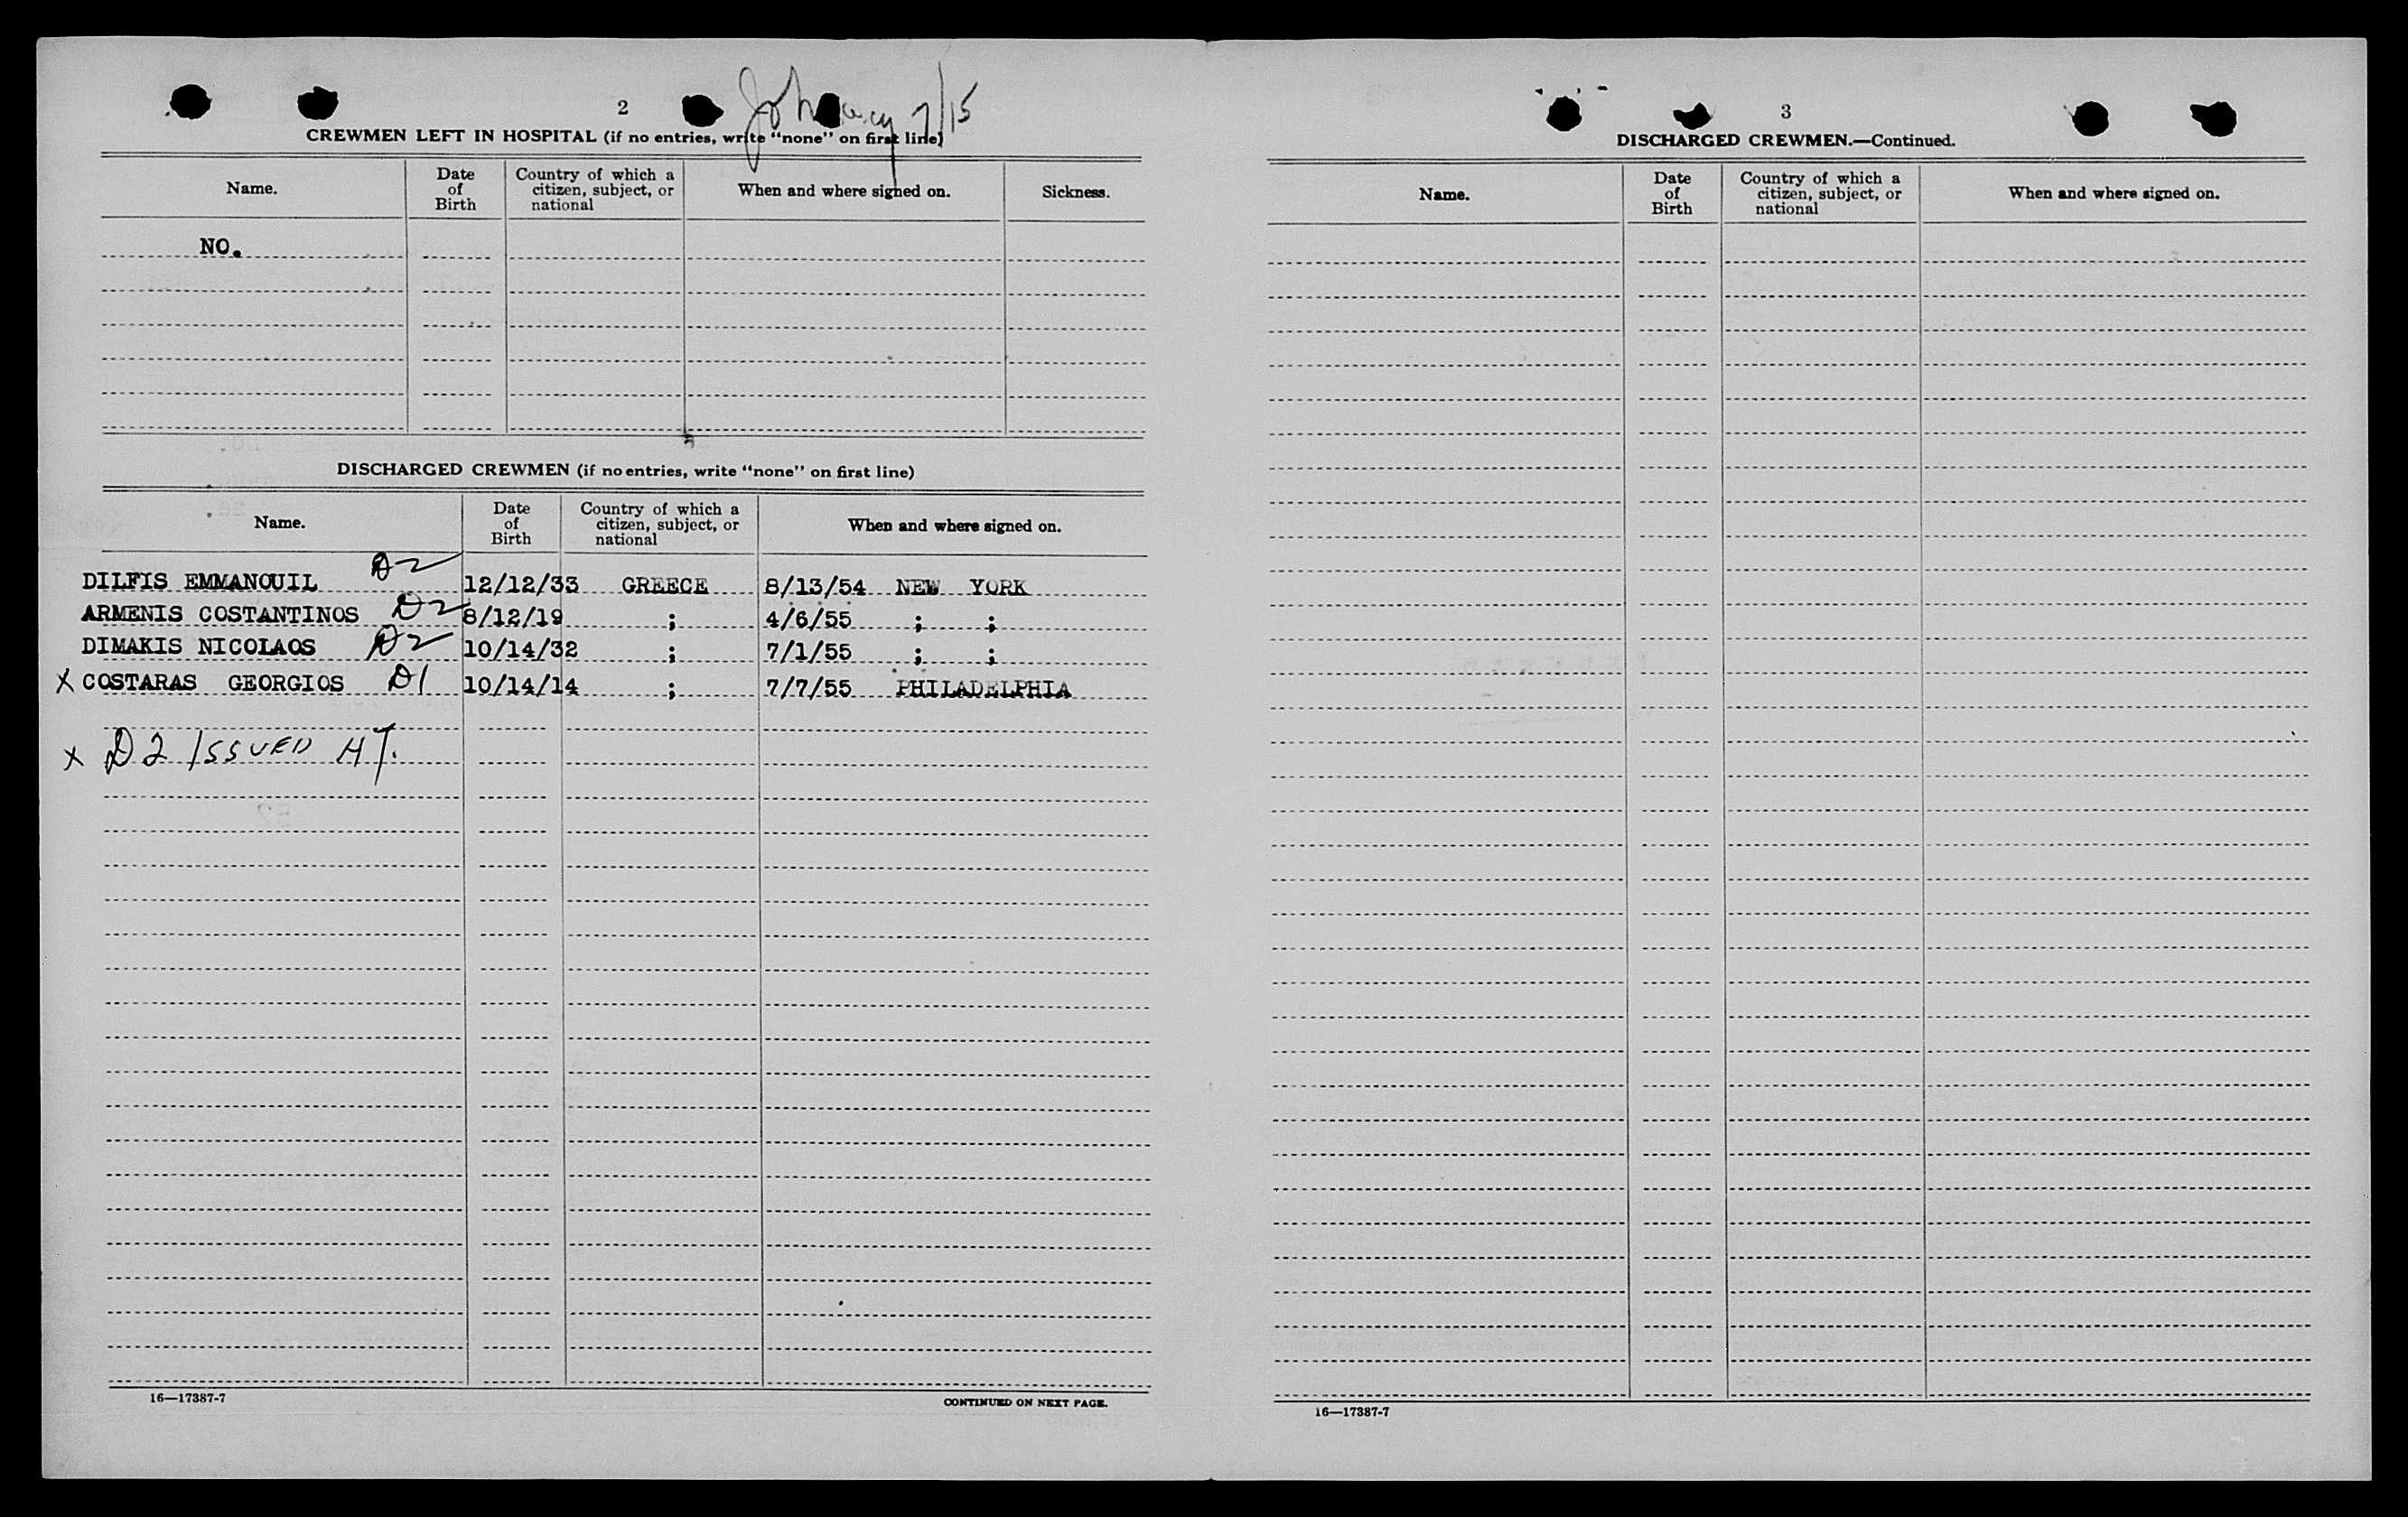 2
7/15
CREWMEN LEFT IN HOSPITAL (if no entries, write “none” on first line)
Name. Date of Birth Country of which a citizen, subject, or national When and where signed on. Sickness.
NO.
DISCHARGED CREWMEN (if no entries, write “none” on first line)
Name. Date of Birth Country of which a citizen, subject, or national When and where signed on.
DILFIS EMMANOUIL D2 12/12/33 GREECE 8/13/54 NEW YORK
ARMENIS COSTANTINOS D2 8/12/19 ; 4/6/55 ; ;
DIMAKIS NICOLAOS D2 10/14/32 ; 7/1/55 ; ;
X COSTARAS GEORGIOS D1 10/14/14 ; 7/7/55 PHILADELPHIA
X D2 ISSUED HJ.
16—17387-7 CONTINUED ON NEXT PAGE.
3
DISCHARGED CREWMEN.—Continued.
Name. Date of Birth Country of which a citizen, subject, or national When and where signed on.
16—17387-7